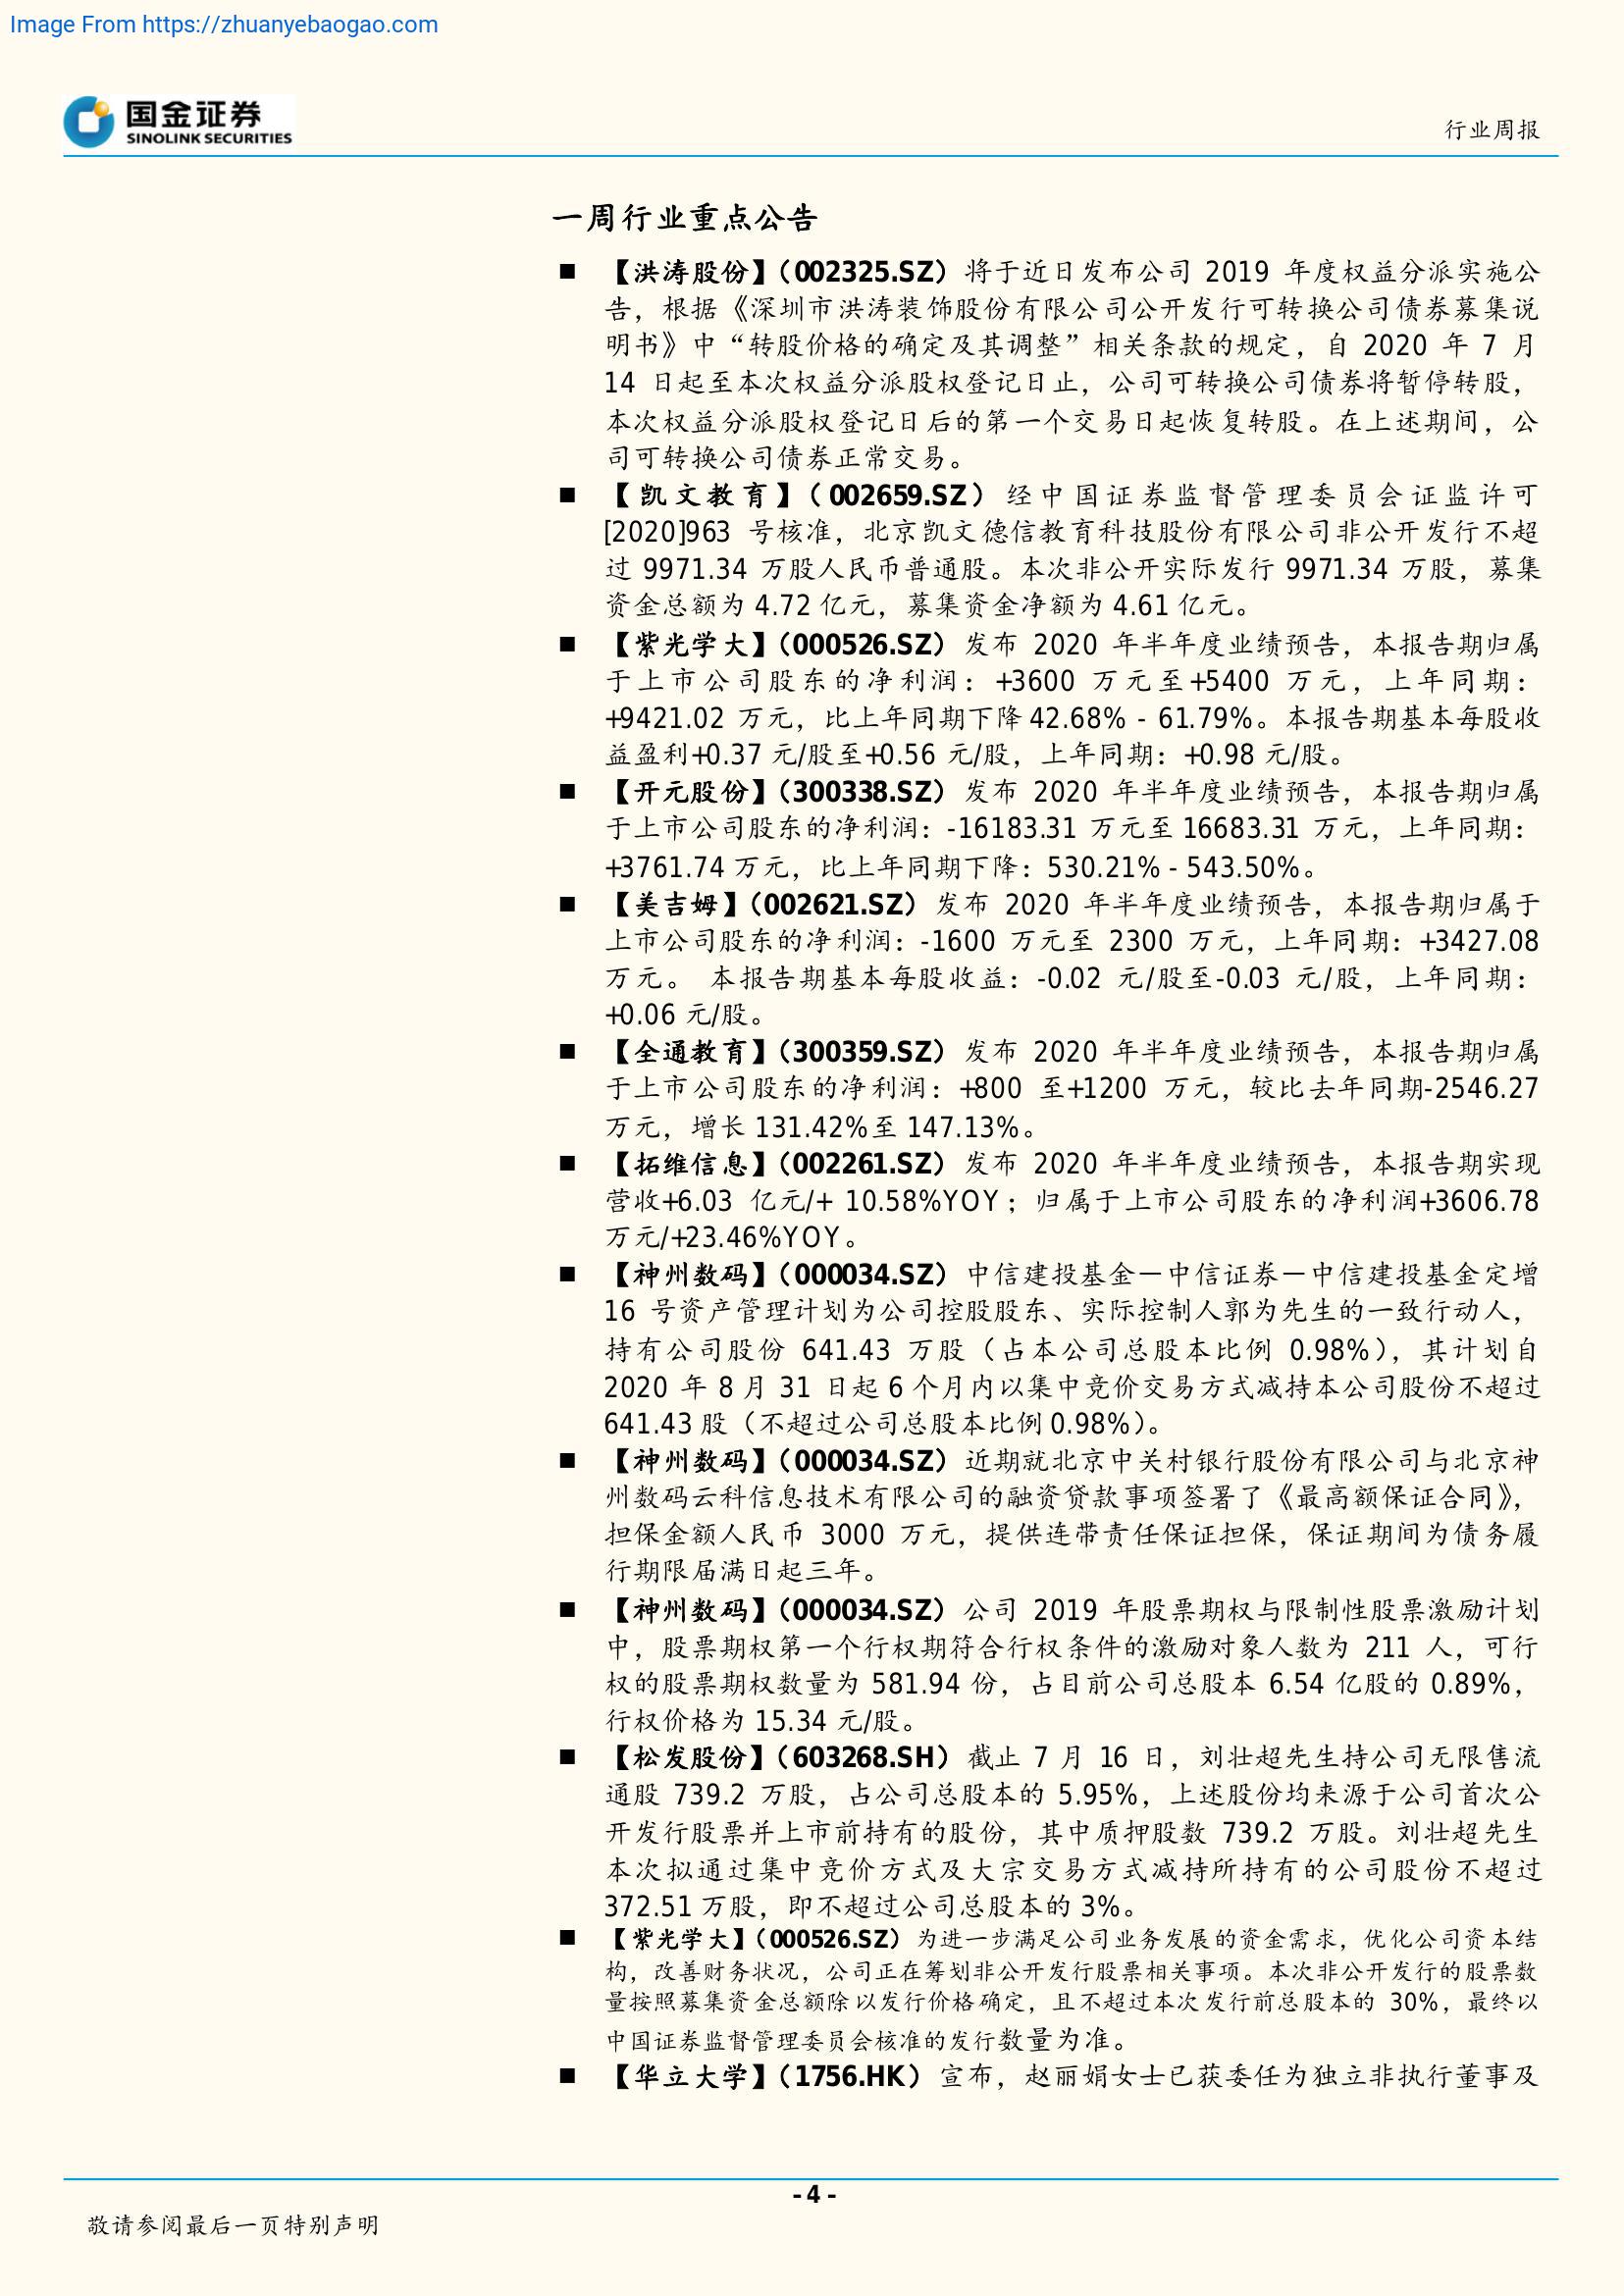 Image From https://zhuanyebaogao.com
国金证券
SINOLINK SECURITIES
行业周报
一周行业重点公告
■ 【洪涛股份】（002325.SZ）将于近日发布公司 2019 年度权益分派实施公
告，根据《深圳市洪涛装饰股份有限公司公开发行可转换公司债券募集说
明书》中“转股价格的确定及其调整”相关条款的规定，自 2020 年 7 月
14 日起至本次权益分派股权登记日止，公司可转换公司债券将暂停转股，
本次权益分派股权登记日后的第一个交易日起恢复转股。在上述期间，公
司可转换公司债券正常交易。
■ 【凯文教育】（002659.SZ）经中国证券监督管理委员会证监许可
[2020]963 号核准，北京凯文德信教育科技股份有限公司非公开发行不超
过 9971.34 万股人民币普通股。本次非公开实际发行 9971.34 万股，募集
资金总额为 4.72 亿元，募集资金净额为 4.61 亿元。
■ 【紫光学大】（000526.SZ）发布 2020 年半年度业绩预告，本报告期归属
于上市公司股东的净利润：+3600 万元至+5400 万元，上年同期：
+9421.02 万元，比上年同期下降 42.68% - 61.79%。本报告期基本每股收
益盈利+0.37 元/股至+0.56 元/股，上年同期：+0.98 元/股。
■ 【开元股份】（300338.SZ）发布 2020 年半年度业绩预告，本报告期归属
于上市公司股东的净利润：-16183.31 万元至 16683.31 万元，上年同期：
+3761.74 万元，比上年同期下降：530.21% - 543.50%。
■ 【美吉姆】（002621.SZ）发布 2020 年半年度业绩预告，本报告期归属于
上市公司股东的净利润：-1600 万元至 2300 万元，上年同期：+3427.08
万元。 本报告期基本每股收益：-0.02 元/股至-0.03 元/股，上年同期：
+0.06 元/股。
■ 【全通教育】（300359.SZ）发布 2020 年半年度业绩预告，本报告期归属
于上市公司股东的净利润：+800 至+1200 万元，较比去年同期-2546.27
万元，增长 131.42%至 147.13%。
■ 【拓维信息】（002261.SZ）发布 2020 年半年度业绩预告，本报告期实现
营收+6.03 亿元/+ 10.58%YOY；归属于上市公司股东的净利润+3606.78
万元/+23.46%YOY。
■ 【神州数码】（000034.SZ）中信建投基金－中信证券－中信建投基金定增
16 号资产管理计划为公司控股股东、实际控制人郭为先生的一致行动人，
持有公司股份 641.43 万股（占本公司总股本比例 0.98%），其计划自
2020 年 8 月 31 日起 6 个月内以集中竞价交易方式减持本公司股份不超过
641.43 股（不超过公司总股本比例 0.98%）。
■ 【神州数码】（000034.SZ）近期就北京中关村银行股份有限公司与北京神
州数码云科信息技术有限公司的融资贷款事项签署了《最高额保证合同》，
担保金额人民币 3000 万元，提供连带责任保证担保，保证期间为债务履
行期限届满日起三年。
■ 【神州数码】（000034.SZ）公司 2019 年股票期权与限制性股票激励计划
中，股票期权第一个行权期符合行权条件的激励对象人数为 211 人，可行
权的股票期权数量为 581.94 份，占目前公司总股本 6.54 亿股的 0.89%，
行权价格为 15.34 元/股。
■ 【松发股份】（603268.SH）截止 7 月 16 日，刘壮超先生持公司无限售流
通股 739.2 万股，占公司总股本的 5.95%，上述股份均来源于公司首次公
开发行股票并上市前持有的股份，其中质押股数 739.2 万股。刘壮超先生
本次拟通过集中竞价方式及大宗交易方式减持所持有的公司股份不超过
372.51 万股，即不超过公司总股本的 3%。
■ 【紫光学大】（000526.SZ）为进一步满足公司业务发展的资金需求，优化公司资本结
构，改善财务状况，公司正在筹划非公开发行股票相关事项。本次非公开发行的股票数
量按照募集资金总额除以发行价格确定，且不超过本次发行前总股本的 30%，最终以
中国证券监督管理委员会核准的发行数量为准。
■ 【华立大学】（1756.HK）宣布，赵丽娟女士已获委任为独立非执行董事及
- 4 -
敬请参阅最后一页特别声明